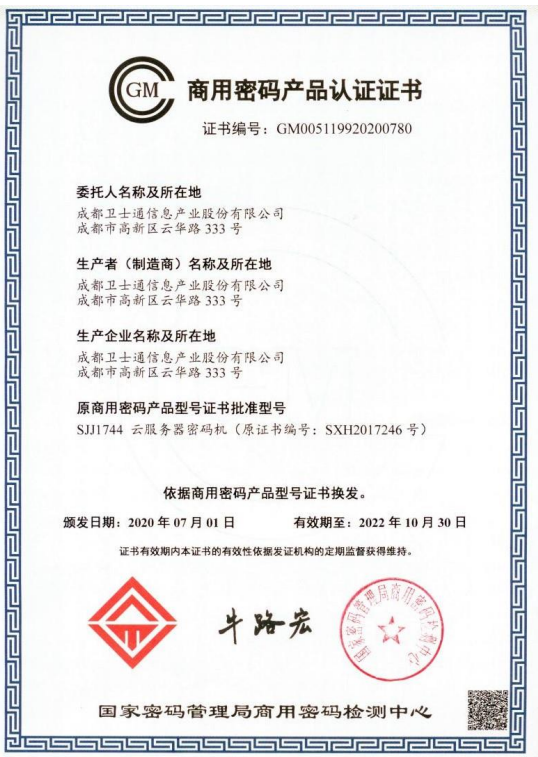 GM
商用密码产品认证证书
证书编号：GM005119920200780
委托人名称及所在地
成都卫士通信息产业股份有限公司
成都市高新区云华路 333 号
生产者（制造商）名称及所在地
成都卫士通信息产业股份有限公司
成都市高新区云华路 333 号
生产企业名称及所在地
成都卫士通信息产业股份有限公司
成都市高新区云华路 333 号
原商用密码产品型号证书批准型号
SJJ1744 云服务器密码机（原证书编号：SXH2017246 号）
依据商用密码产品型号证书换发。
颁发日期：2020 年 07 月 01 日 有效期至：2022 年 10 月 30 日
证书有效期内本证书的有效性依据发证机构的定期监督获得维持。
牛路宏
国家密码管理局商用密码检测中心
国家密码管理局商用密码检测中心